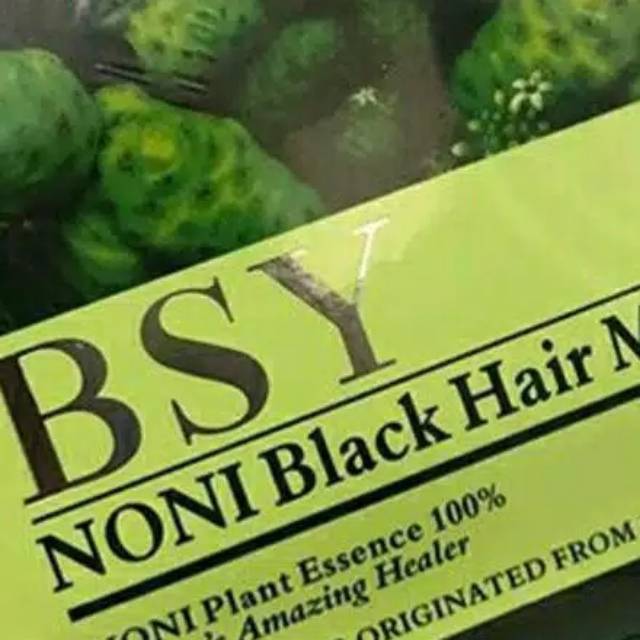 BSY
NONI Black Hair M
NONI Plant Essence 100%
Amazing Healer
ORIGINATED FROM